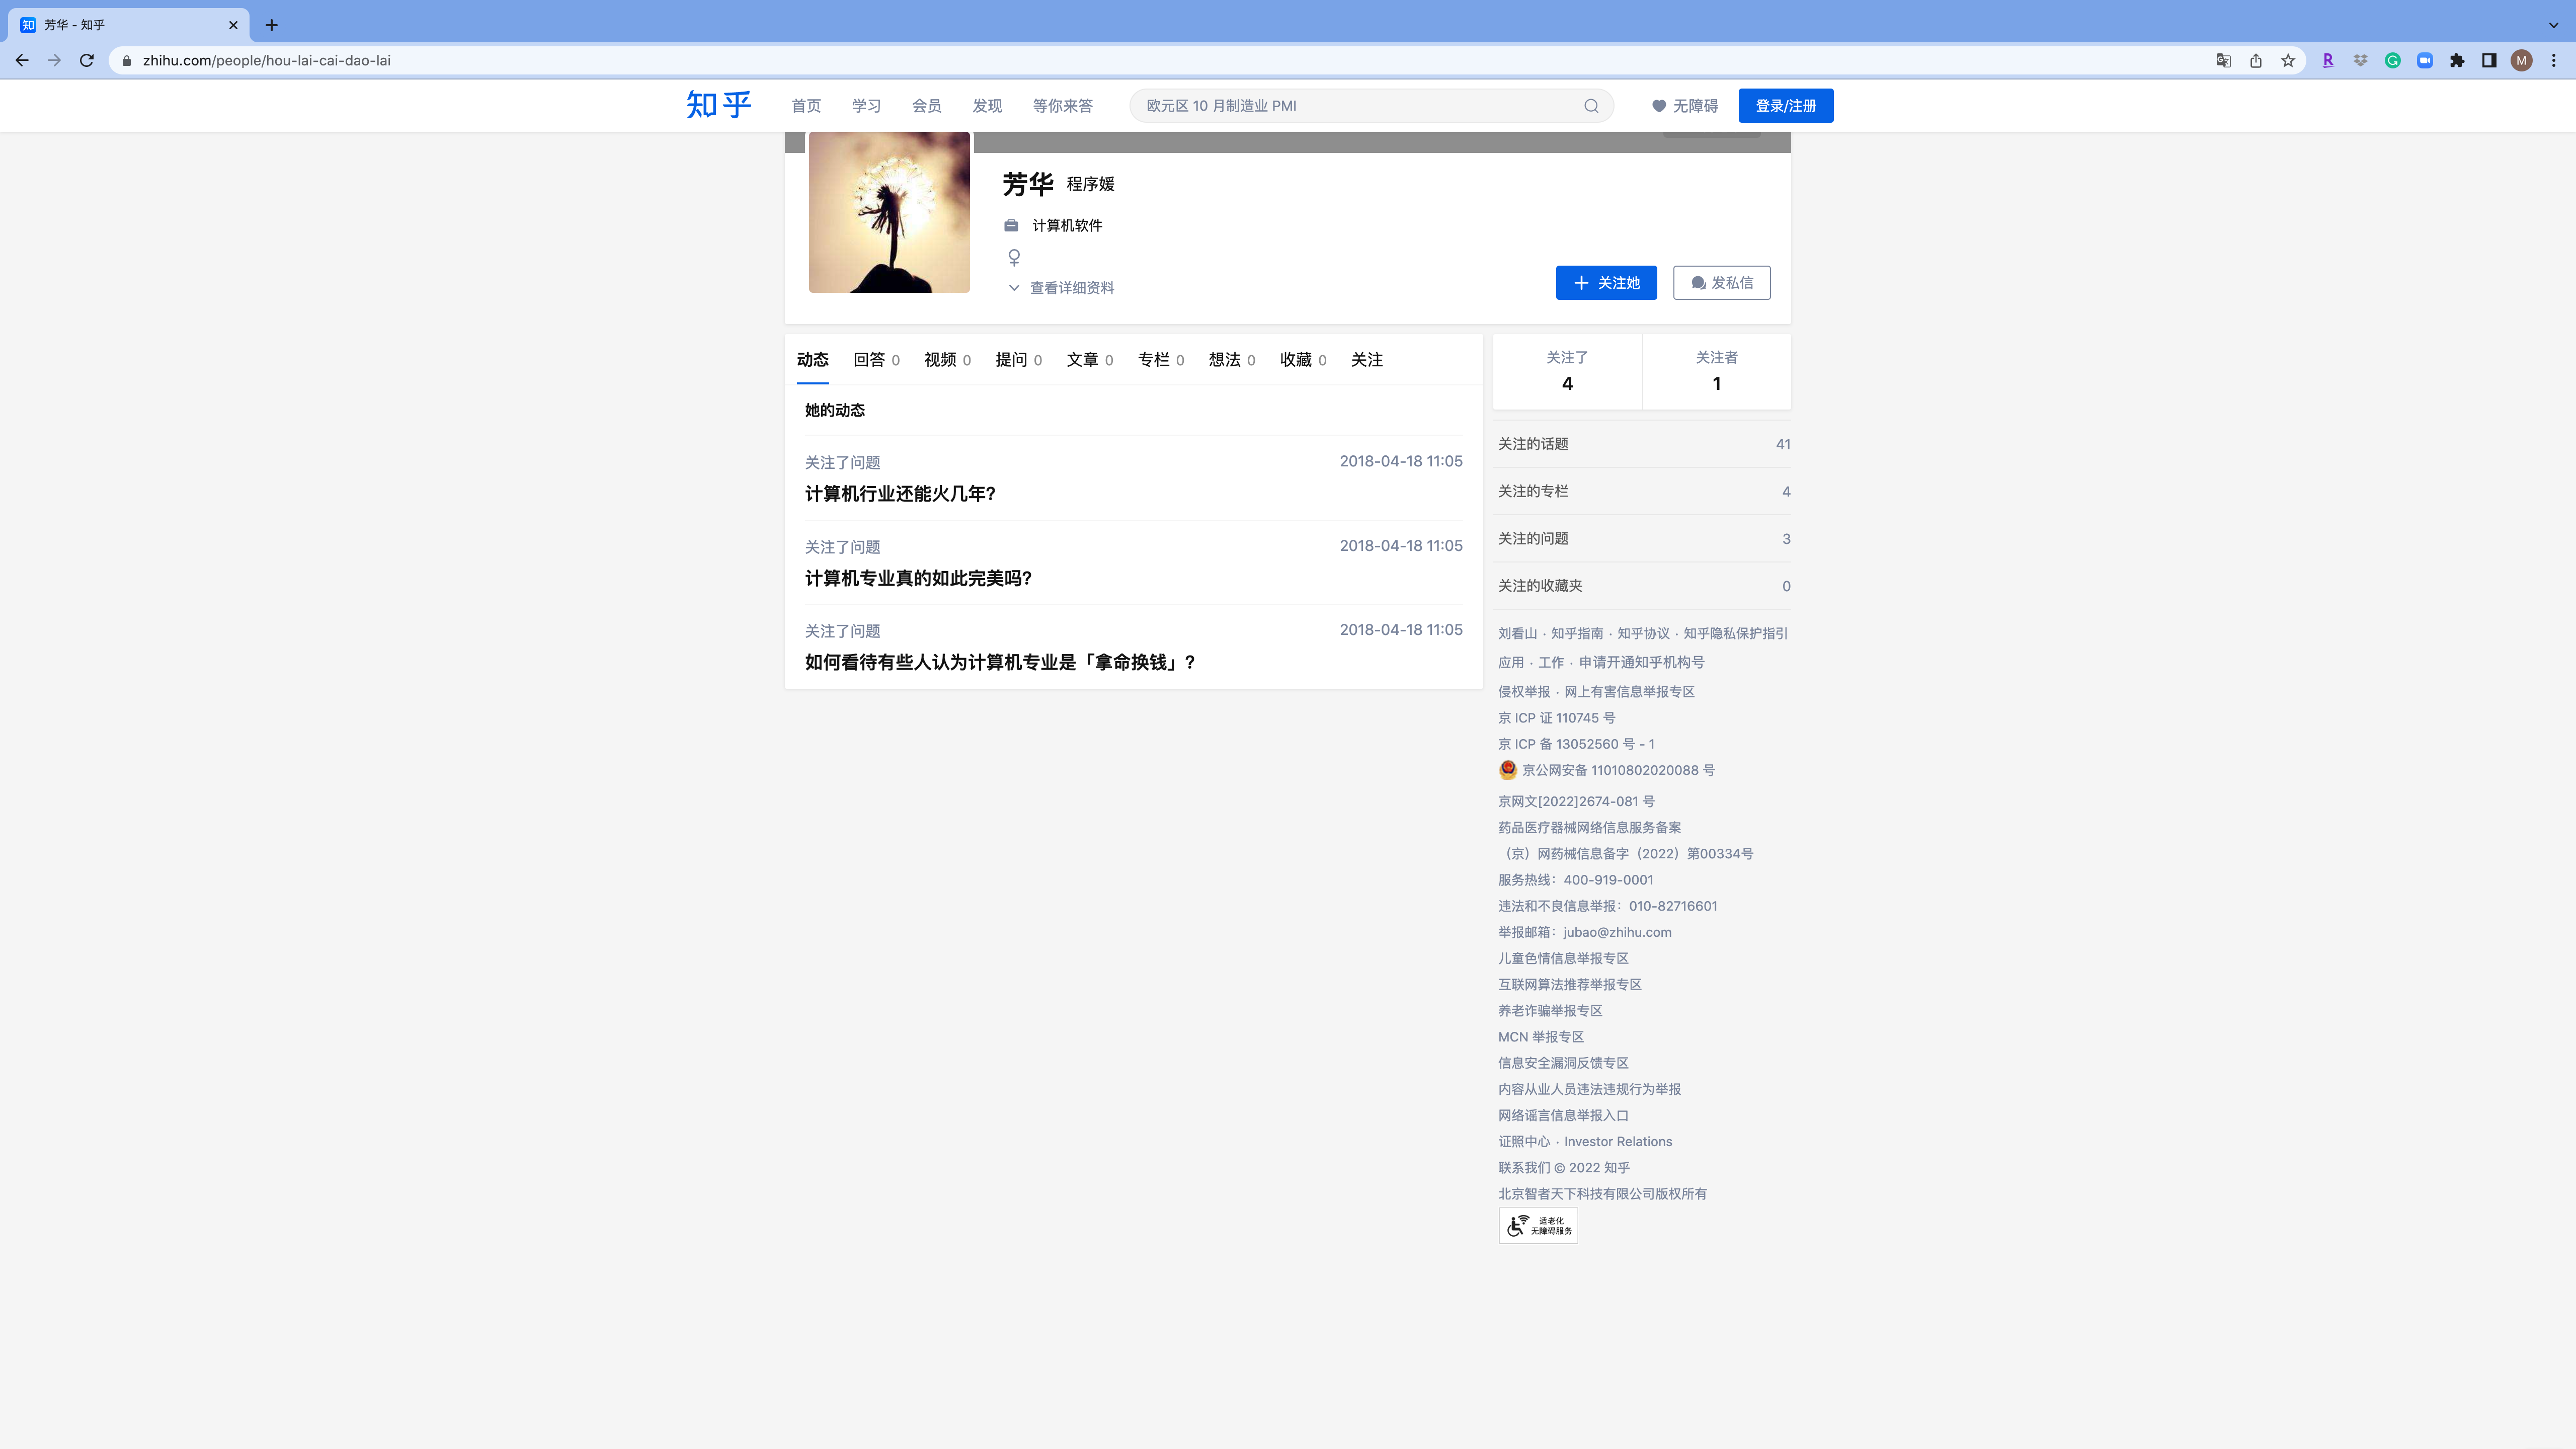 芳华 - 知乎
zhihu.com/people/hou-lai-cai-dao-lai
M
知乎 首页 学习 会员 发现 等你来答 欧元区 10 月制造业 PMI 无障碍 登录/注册
芳华 程序媛
计算机软件
查看详细资料
关注她 发私信
动态 回答 0 视频 0 提问 0 文章 0 专栏 0 想法 0 收藏 0 关注
她的动态
关注了问题 2018-04-18 11:05
计算机行业还能火几年?
关注了问题 2018-04-18 11:05
计算机专业真的如此完美吗?
关注了问题 2018-04-18 11:05
如何看待有些人认为计算机专业是「拿命换钱」?
关注了 关注者
4 1
关注的话题 41
关注的专栏 4
关注的问题 3
关注的收藏夹 0
刘看山 · 知乎指南 · 知乎协议 · 知乎隐私保护指引
应用 · 工作 · 申请开通知乎机构号
侵权举报 · 网上有害信息举报专区
京 ICP 证 110745 号
京 ICP 备 13052560 号 - 1
京公网安备 11010802020088 号
京网文[2022]2674-081 号
药品医疗器械网络信息服务备案
（京）网药械信息备字（2022）第00334号
服务热线：400-919-0001
违法和不良信息举报：010-82716601
举报邮箱：jubao@zhihu.com
儿童色情信息举报专区
互联网算法推荐举报专区
养老诈骗举报专区
MCN 举报专区
信息安全漏洞反馈专区
内容从业人员违法违规行为举报
网络谣言信息举报入口
证照中心 · Investor Relations
联系我们 © 2022 知乎
北京智者天下科技有限公司版权所有
适老化
无障碍服务